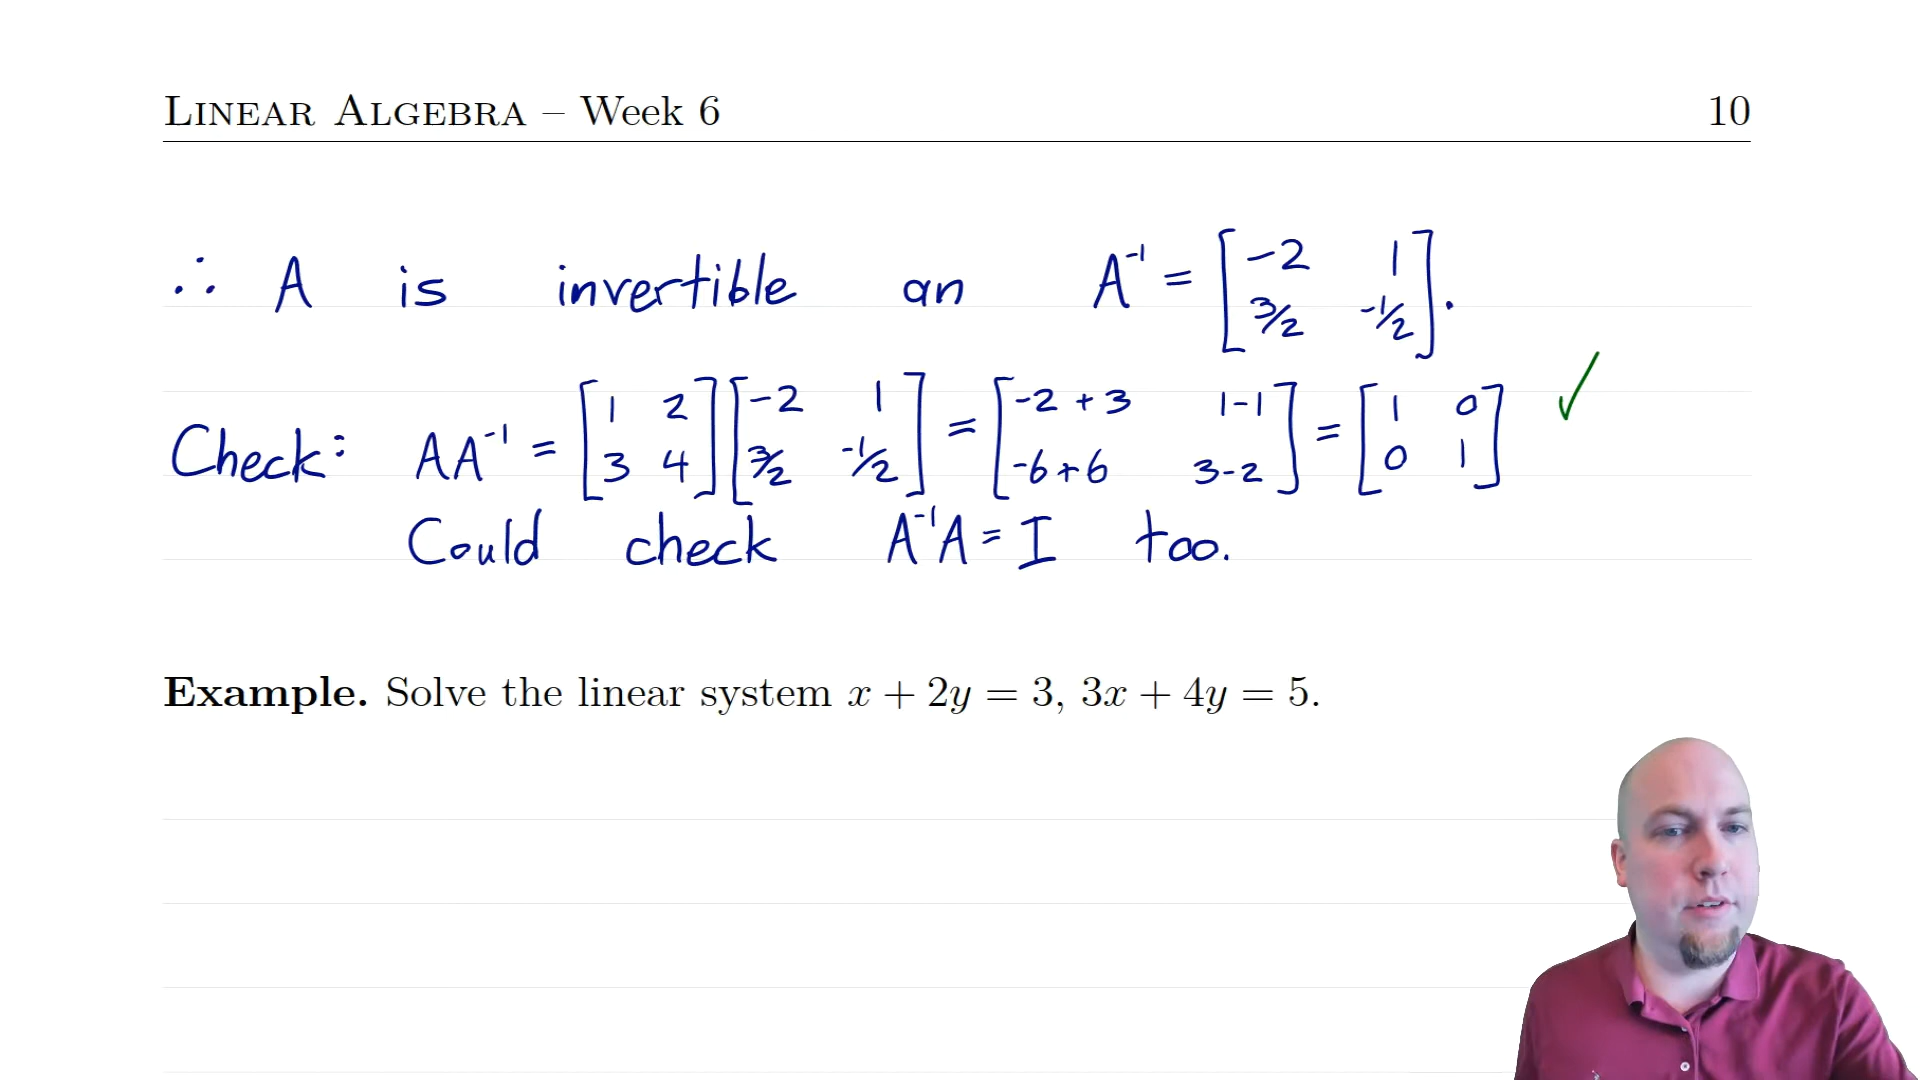 LINEAR ALGEBRA – Week 6 10
∴ A is invertible an A⁻¹ = [-2 1; 3/2 -1/2].
Check: AA⁻¹ = [1 2; 3 4][-2 1; 3/2 -1/2] = [-2+3 1-1; -6+6 3-2] = [1 0; 0 1] ✓
Could check A⁻¹A = I too.
Example. Solve the linear system x + 2y = 3, 3x + 4y = 5.